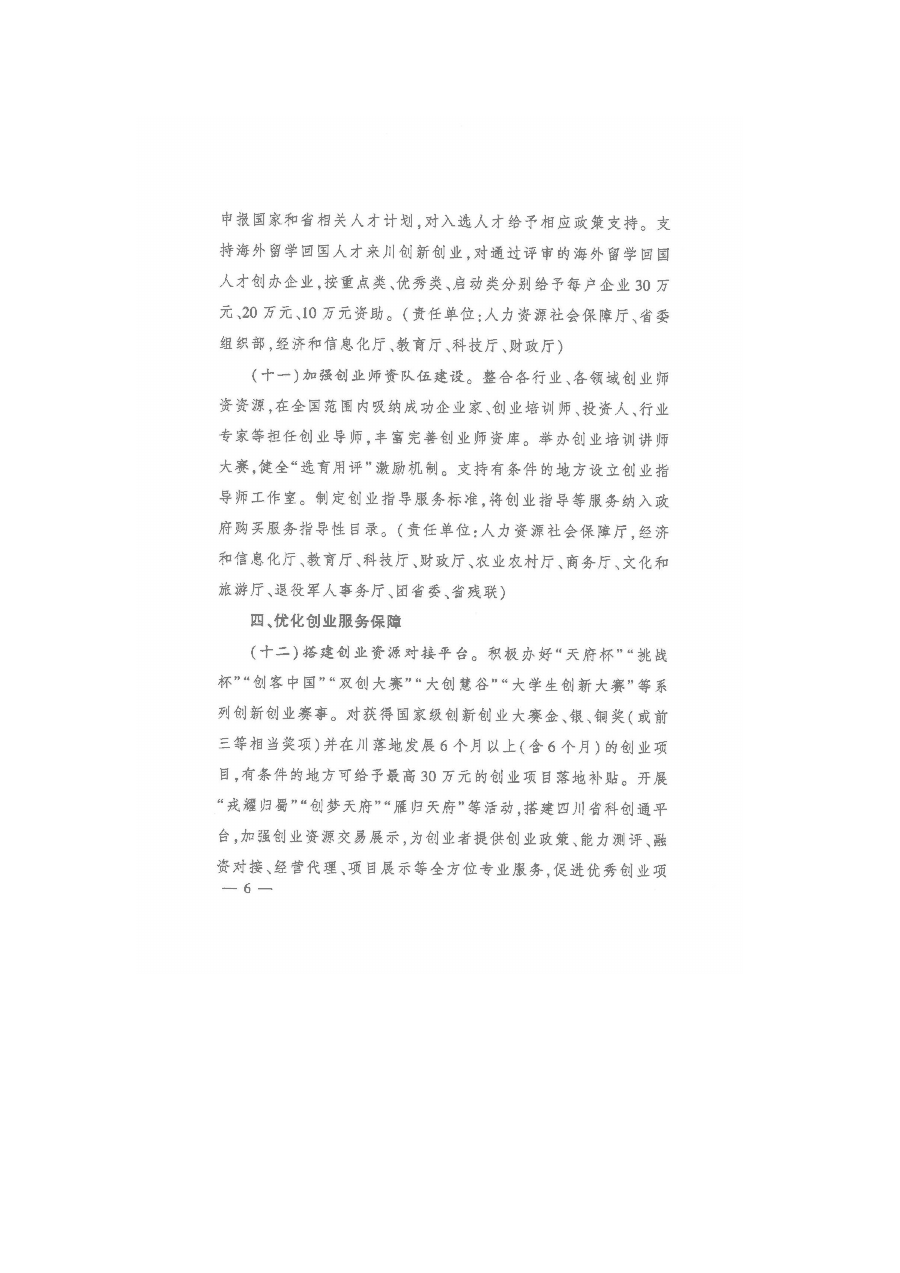 申报国家和省相关人才计划,对入选人才给予相应政策支持。支
持海外留学回国人才来川创新创业,对通过评审的海外留学回国
人才创办企业,按重点类、优秀类、启动类分别给予每户企业 30 万
元、20 万元、10 万元资助。(责任单位:人力资源社会保障厅、省委
组织部,经济和信息化厅、教育厅、科技厅、财政厅)
(十一)加强创业师资队伍建设。整合各行业、各领域创业师
资资源,在全国范围内吸纳成功企业家、创业培训师、投资人、行业
专家等担任创业导师,丰富完善创业师资库。举办创业培训讲师
大赛,健全“选育用评”激励机制。支持有条件的地方设立创业指
导师工作室。制定创业指导服务标准,将创业指导等服务纳入政
府购买服务指导性目录。(责任单位:人力资源社会保障厅,经济
和信息化厅、教育厅、科技厅、财政厅、农业农村厅、商务厅、文化和
旅游厅、退役军人事务厅、团省委、省残联)
四、优化创业服务保障
(十二)搭建创业资源对接平台。积极办好“天府杯”“挑战
杯”“创客中国”“双创大赛”“大创慧谷”“大学生创新大赛”等系
列创新创业赛事。对获得国家级创新创业大赛金、银、铜奖(或前
三等相当奖项)并在川落地发展 6 个月以上(含 6 个月)的创业项
目,有条件的地方可给予最高 30 万元的创业项目落地补贴。开展
“戎耀归蜀”“创梦天府”“雁归天府”等活动,搭建四川省科创通平
台,加强创业资源交易展示,为创业者提供创业政策、能力测评、融
资对接、经营代理、项目展示等全方位专业服务,促进优秀创业项
— 6 —